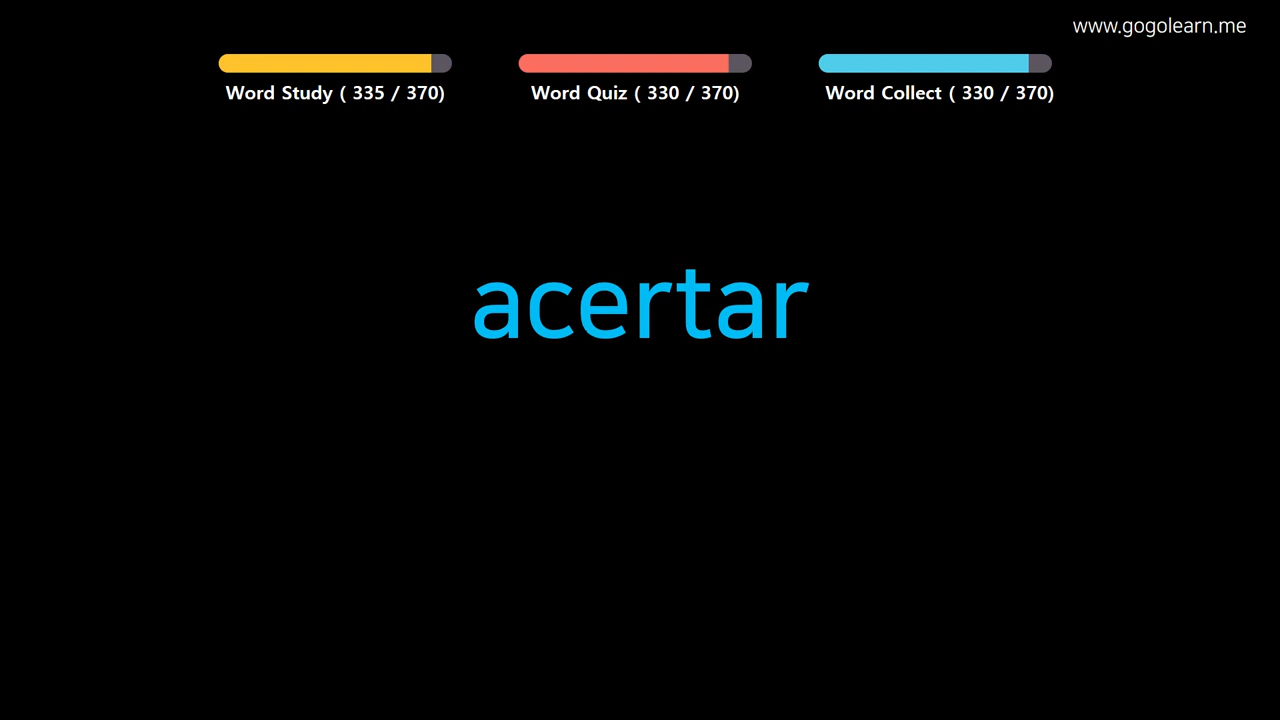 www.gogolearn.me
Word Study ( 335 / 370)
Word Quiz ( 330 / 370)
Word Collect ( 330 / 370)
acertar